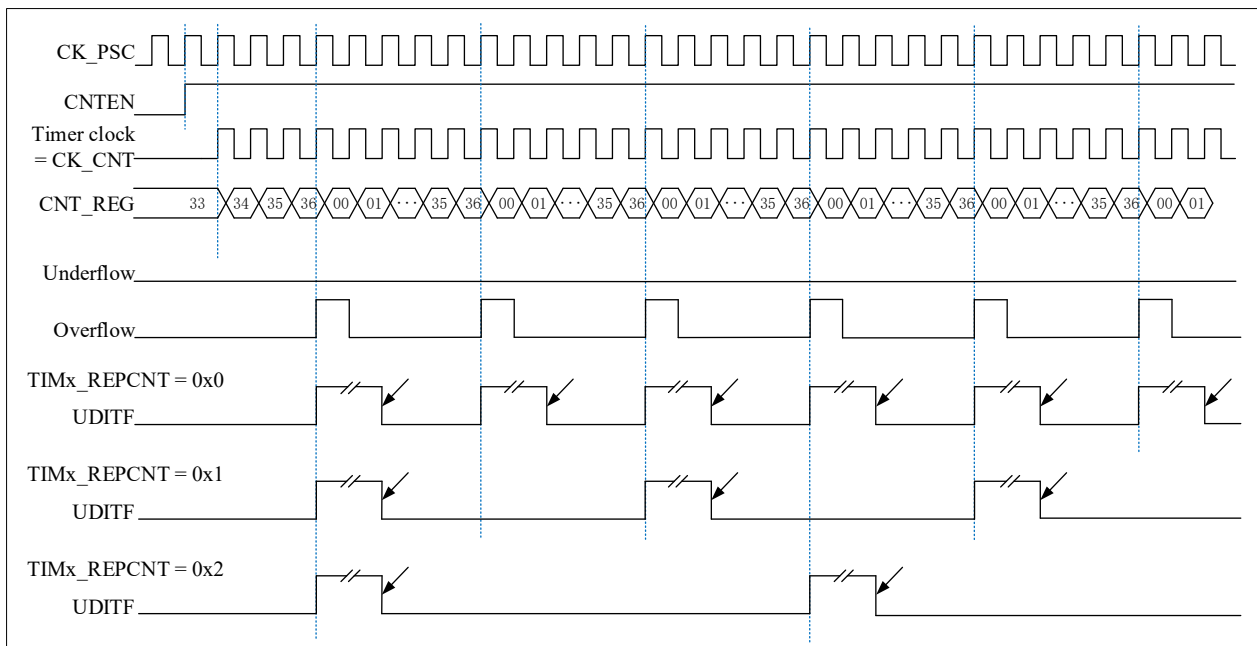 CK_PSC
CNTEN
Timer clock
= CK_CNT
CNT_REG 33 34 35 36 00 01 ··· 35 36 00 01 ··· 35 36 00 01 ··· 35 36 00 01 ··· 35 36 00 01 ··· 35 36 00 01
Underflow
Overflow
TIMx_REPCNT = 0x0
UDITF
TIMx_REPCNT = 0x1
UDITF
TIMx_REPCNT = 0x2
UDITF